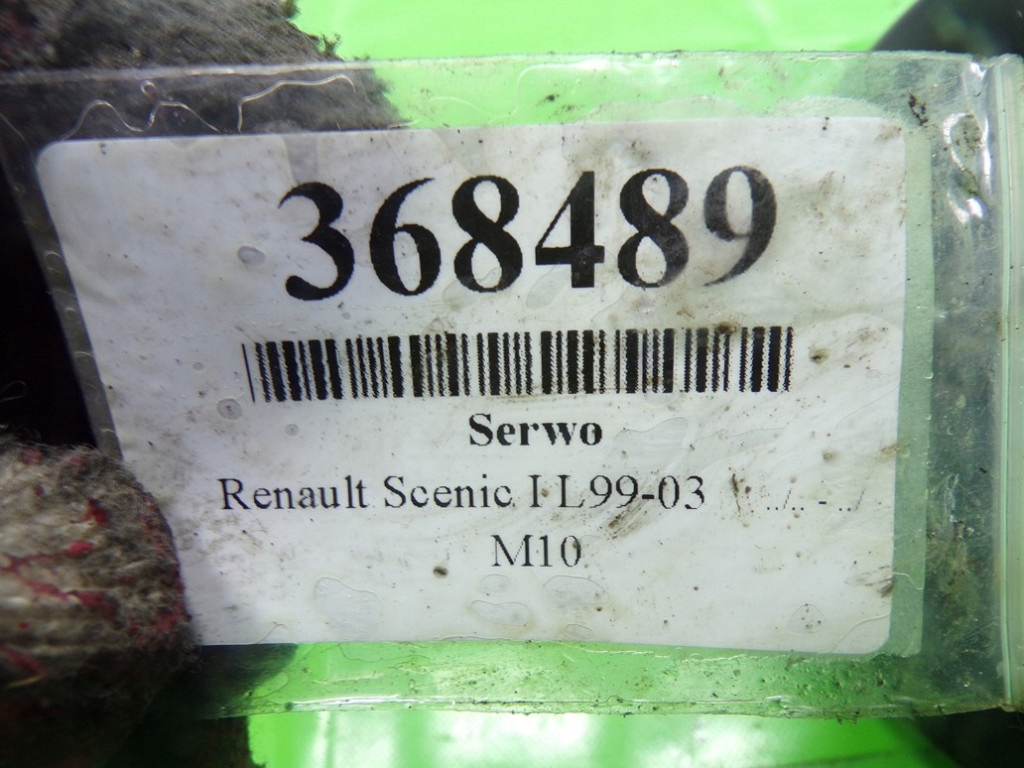 368489
Serwo
Renault Scenic I L99-03 ../.. - ../
M10